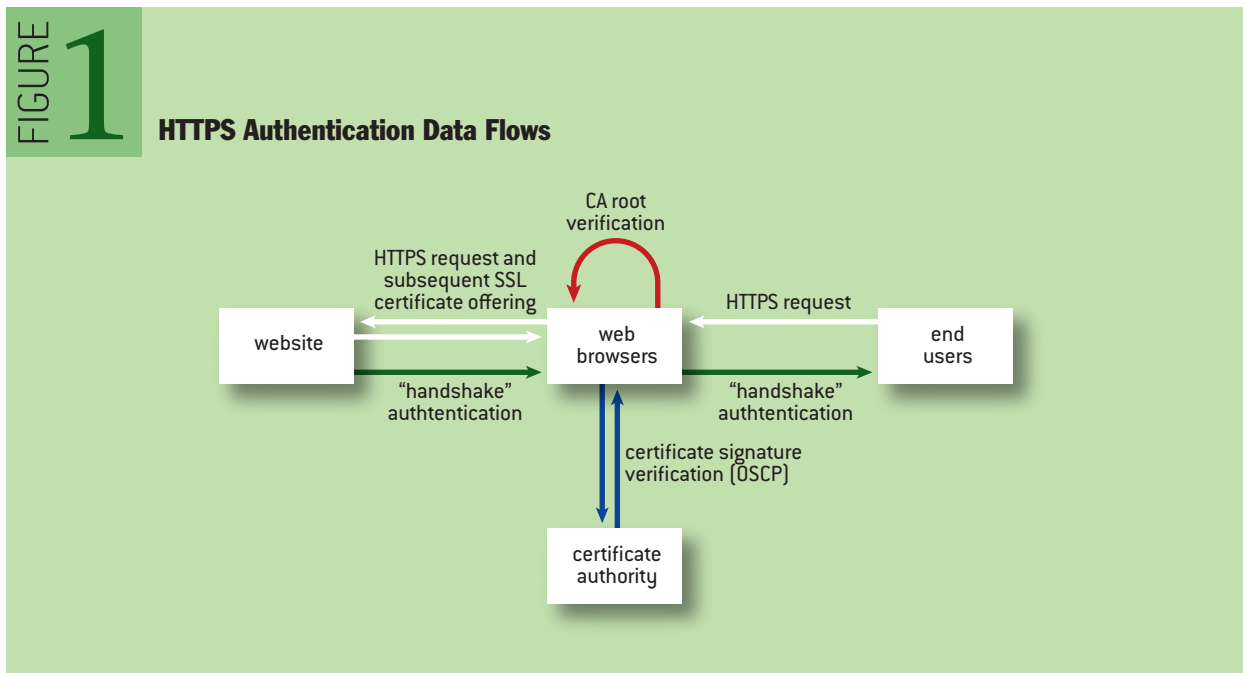 FIGURE 1
HTTPS Authentication Data Flows
CA root
verification
HTTPS request and
subsequent SSL
certificate offering
HTTPS request
website
web
browsers
end
users
“handshake”
authtentication
“handshake”
authtentication
certificate signature
verification (OSCP)
certificate
authority